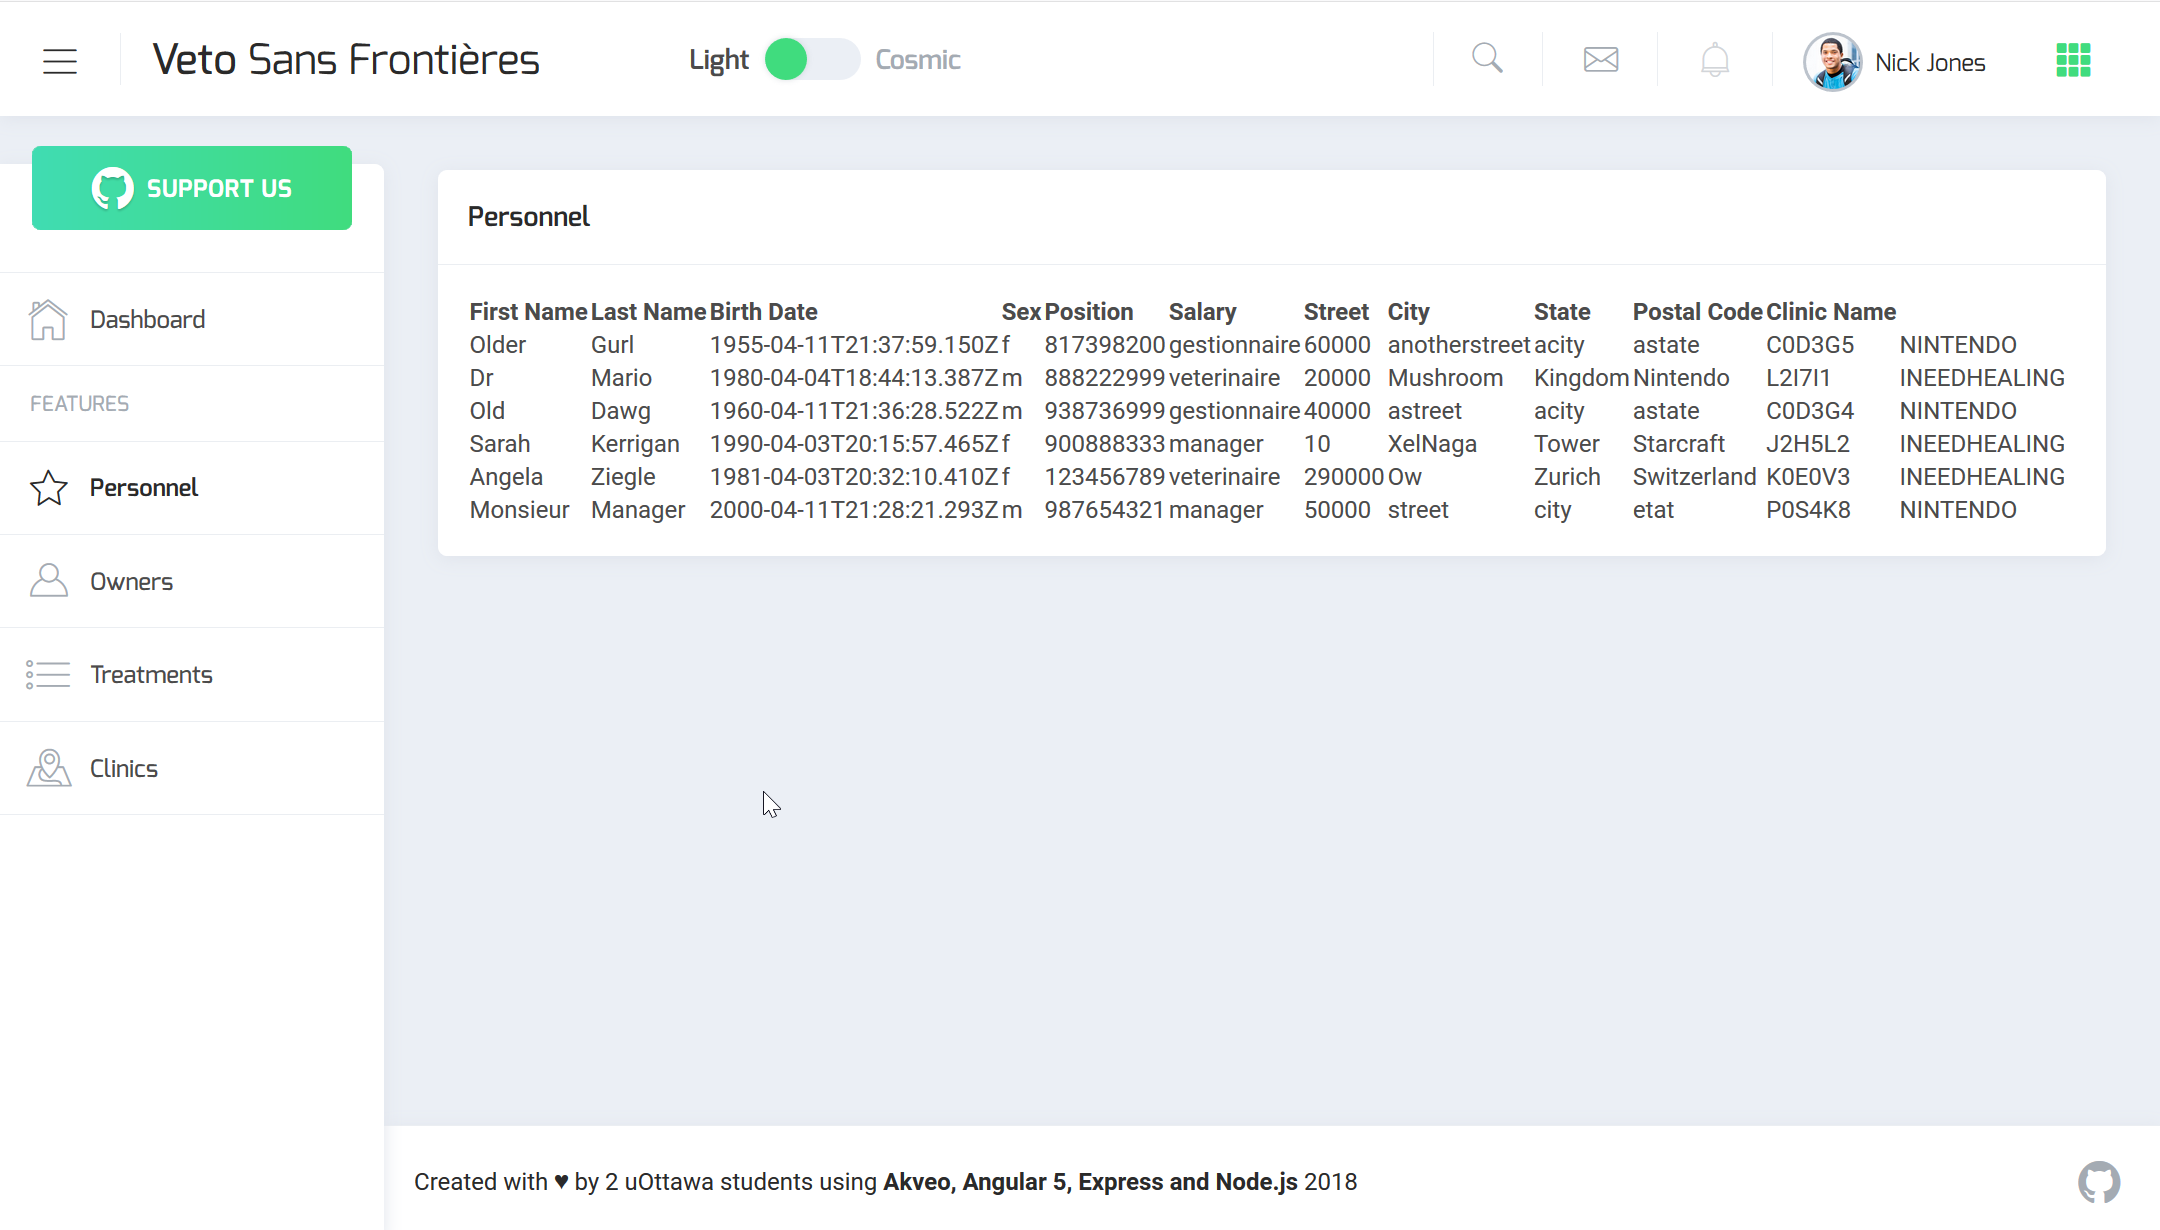 Veto Sans Frontières
Light Cosmic
Nick Jones
SUPPORT US
Dashboard
FEATURES
Personnel
Owners
Treatments
Clinics
Personnel
First Name Last Name Birth Date Sex Position Salary Street City State Postal Code Clinic Name
Older Gurl 1955-04-11T21:37:59.150Z f 817398200 gestionnaire 60000 anotherstreet acity astate C0D3G5 NINTENDO
Dr Mario 1980-04-04T18:44:13.387Z m 888222999 veterinaire 20000 Mushroom Kingdom Nintendo L2I7I1 INEEDHEALING
Old Dawg 1960-04-11T21:36:28.522Z m 938736999 gestionnaire 40000 astreet acity astate C0D3G4 NINTENDO
Sarah Kerrigan 1990-04-03T20:15:57.465Z f 900888333 manager 10 XelNaga Tower Starcraft J2H5L2 INEEDHEALING
Angela Ziegle 1981-04-03T20:32:10.410Z f 123456789 veterinaire 290000 Ow Zurich Switzerland K0E0V3 INEEDHEALING
Monsieur Manager 2000-04-11T21:28:21.293Z m 987654321 manager 50000 street city etat P0S4K8 NINTENDO
Created with ♥ by 2 uOttawa students using Akveo, Angular 5, Express and Node.js 2018